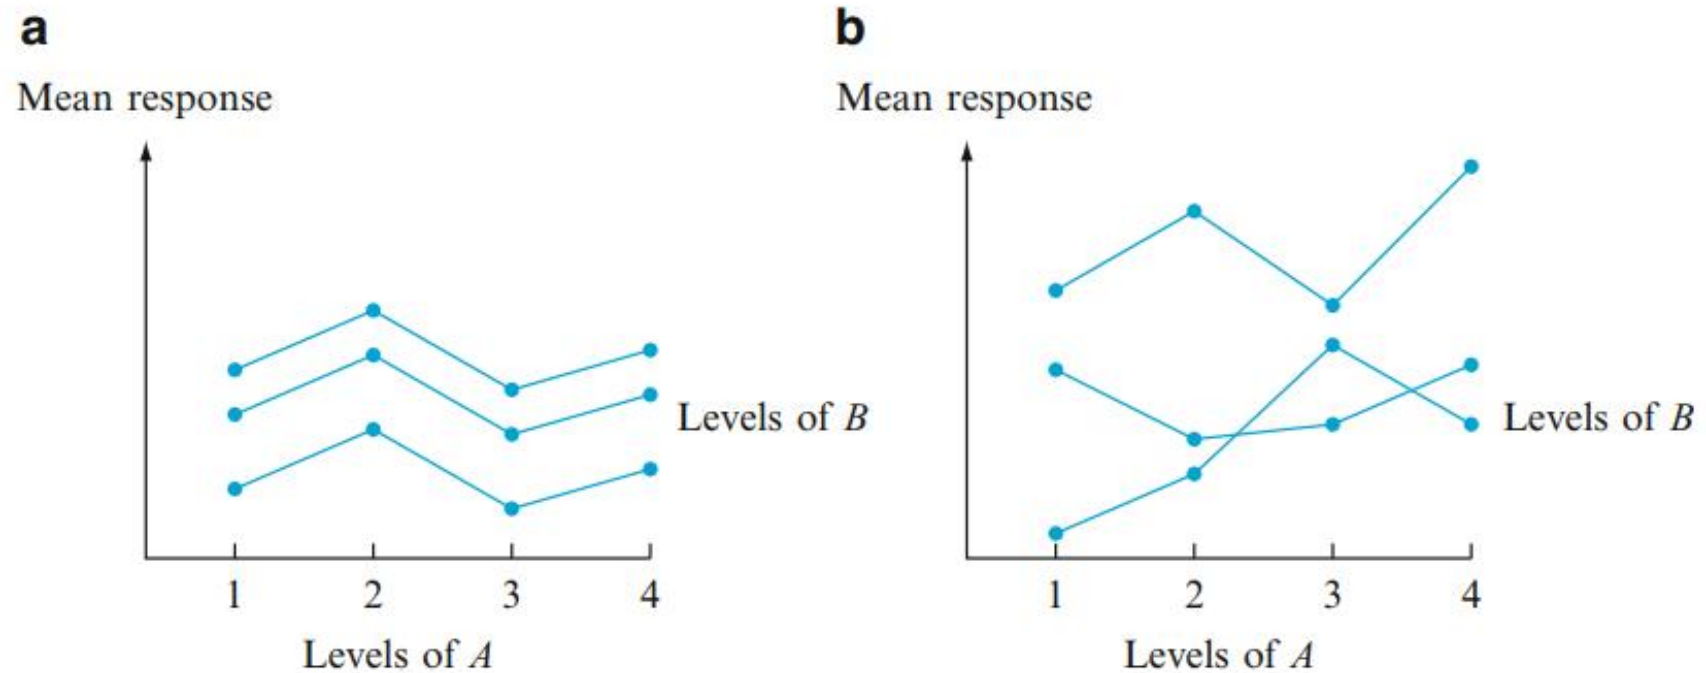 a
Mean response
Levels of B
1 2 3 4
Levels of A
b
Mean response
Levels of B
1 2 3 4
Levels of A